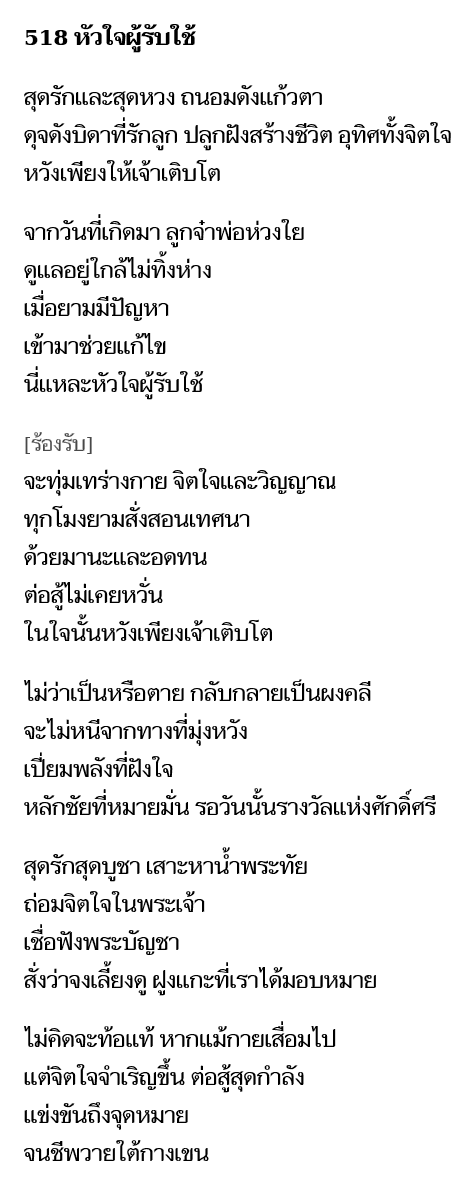 518 หัวใจผู้รับใช้
สุดรักและสุดหวง ถนอมดังแก้วตา
ดุจดังบิดาที่รักลูก ปลูกฝังสร้างชีวิต อุทิศทั้งจิตใจ
หวังเพียงให้เจ้าเติบโต
จากวันที่เกิดมา ลูกจ๋าพ่อห่วงใย
ดูแลอยู่ใกล้ไม่ทิ้งห่าง
เมื่อยามมีปัญหา
เข้ามาช่วยแก้ไข
นี่แหละหัวใจผู้รับใช้
[ร้องรับ]
จะทุ่มเทร่างกาย จิตใจและวิญญาณ
ทุกโมงยามสั่งสอนเทศนา
ด้วยมานะและอดทน
ต่อสู้ไม่เคยหวั่น
ในใจนั้นหวังเพียงเจ้าเติบโต
ไม่ว่าเป็นหรือตาย กลับกลายเป็นผงคลี
จะไม่หนีจากทางที่มุ่งหวัง
เปี่ยมพลังที่ฝังใจ
หลักชัยที่หมายมั่น รอวันนั้นรางวัลแห่งศักดิ์ศรี
สุดรักสุดบูชา เสาะหาน้ำพระทัย
ถ่อมจิตใจในพระเจ้า
เชื่อฟังพระบัญชา
สั่งว่าจงเลี้ยงดู ฝูงแกะที่เราได้มอบหมาย
ไม่คิดจะท้อแท้ หากแม้กายเสื่อมไป
แต่จิตใจจำเริญขึ้น ต่อสู้สุดกำลัง
แข่งขันถึงจุดหมาย
จนชีพวายใต้กางเขน